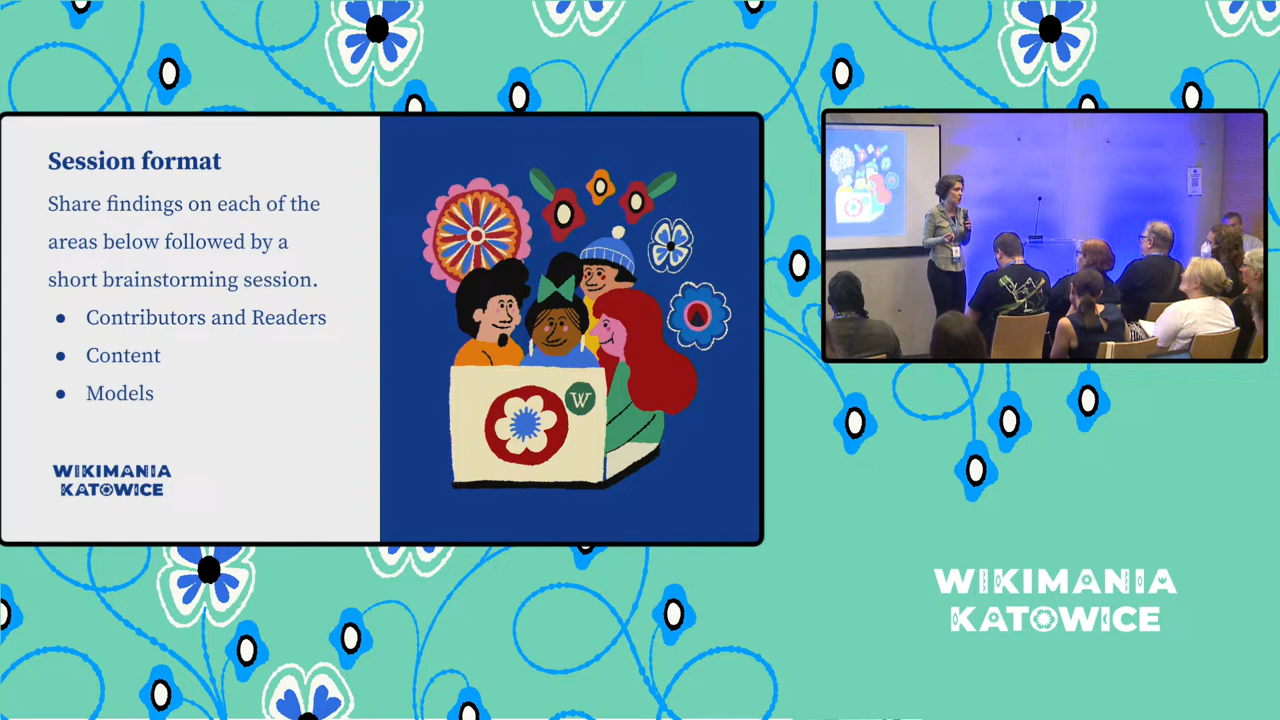 Session format
Share findings on each of the
areas below followed by a
short brainstorming session.
● Contributors and Readers
● Content
● Models
WIKIMANIA
KATOWICE
W
WIKIMANIA
KATOWICE